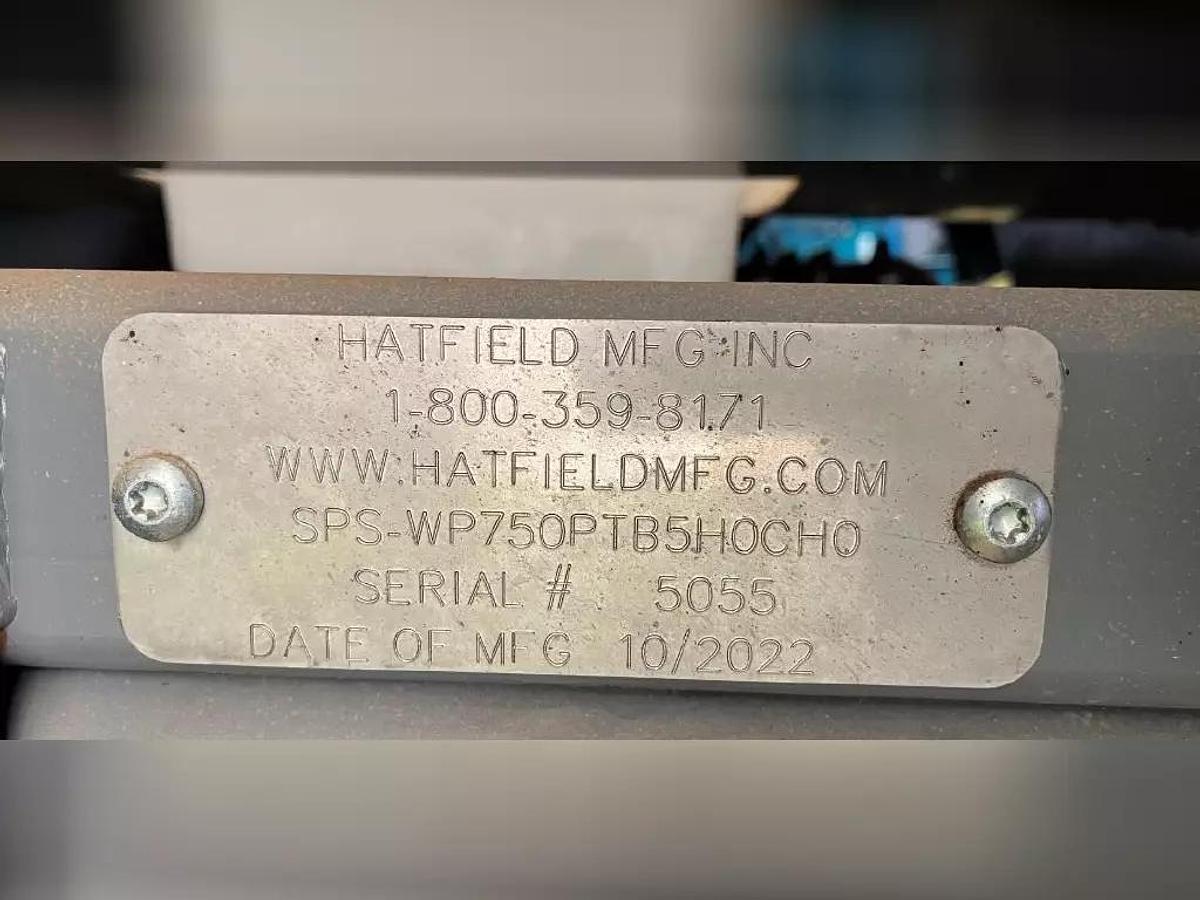 HATFIELD MFG INC
1-800-359-8171
WWW.HATFIELDMFG.COM
SPS-WP750PTB5H0CH0
SERIAL # 5055
DATE OF MFG 10/2022